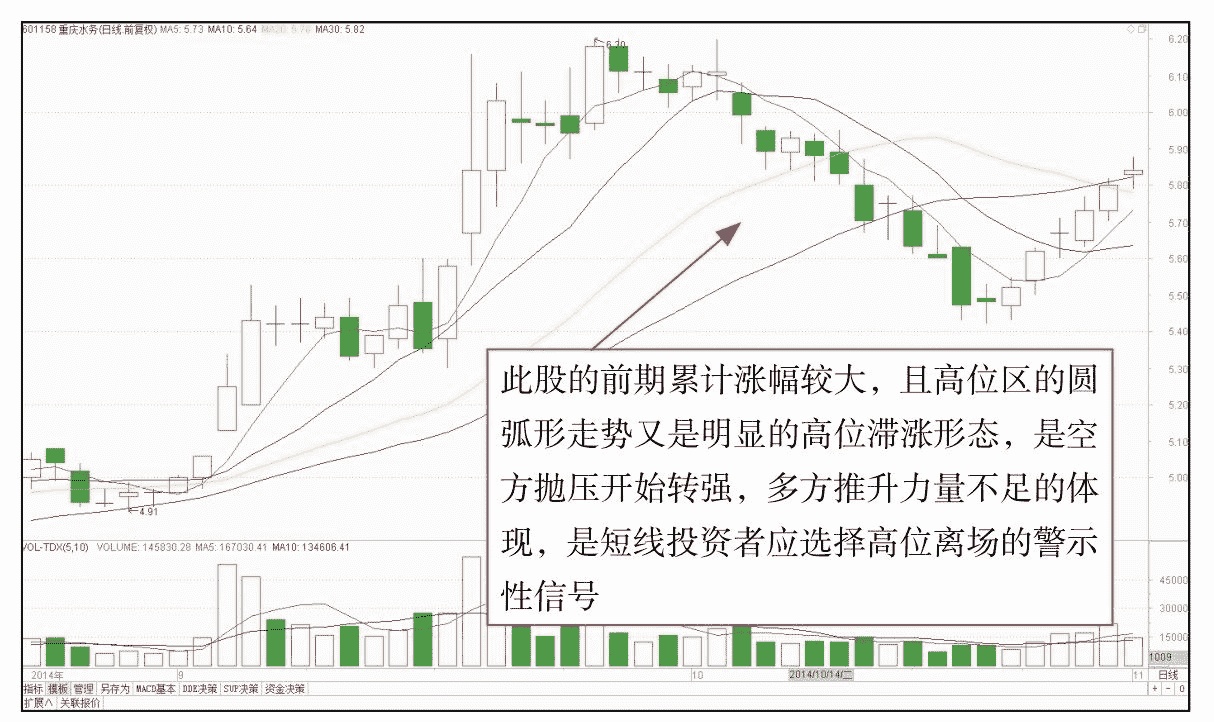 601158 重庆水务(日线.前复权) MA5: 5.73 MA10: 5.64 MA20: 5.78 MA30: 5.82
6.20
6.20
6.10
6.00
5.90
5.80
5.70
5.60
5.50
5.40
5.30
5.20
5.10
5.00
4.91
此股的前期累计涨幅较大，且高位区的圆
弧形走势又是明显的高位滞涨形态，是空
方抛压开始转强，多方推升力量不足的体
现，是短线投资者应选择高位离场的警示
性信号
VOL-TDX(5,10) VOLUME: 145830.28 MA5: 167030.41 MA10: 134606.41
45000
30000
15000
1009
2014年 9 10 2014/10/14/二 11 日线
指标 模板 管理 另存为 MACD基本 DDE决策 SUP决策 资金决策 + - 0
扩展∧ 关联报价